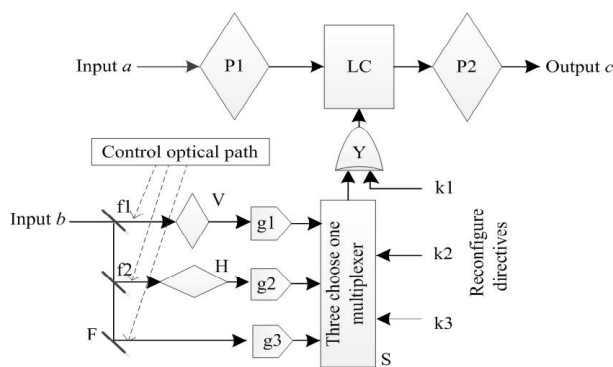 Input a
P1
LC
P2
Output c
Y
Control optical path
k1
Input b
f1
V
g1
f2
H
g2
F
g3
Three choose one
multiplexer
S
k2
k3
Reconfigure
directives